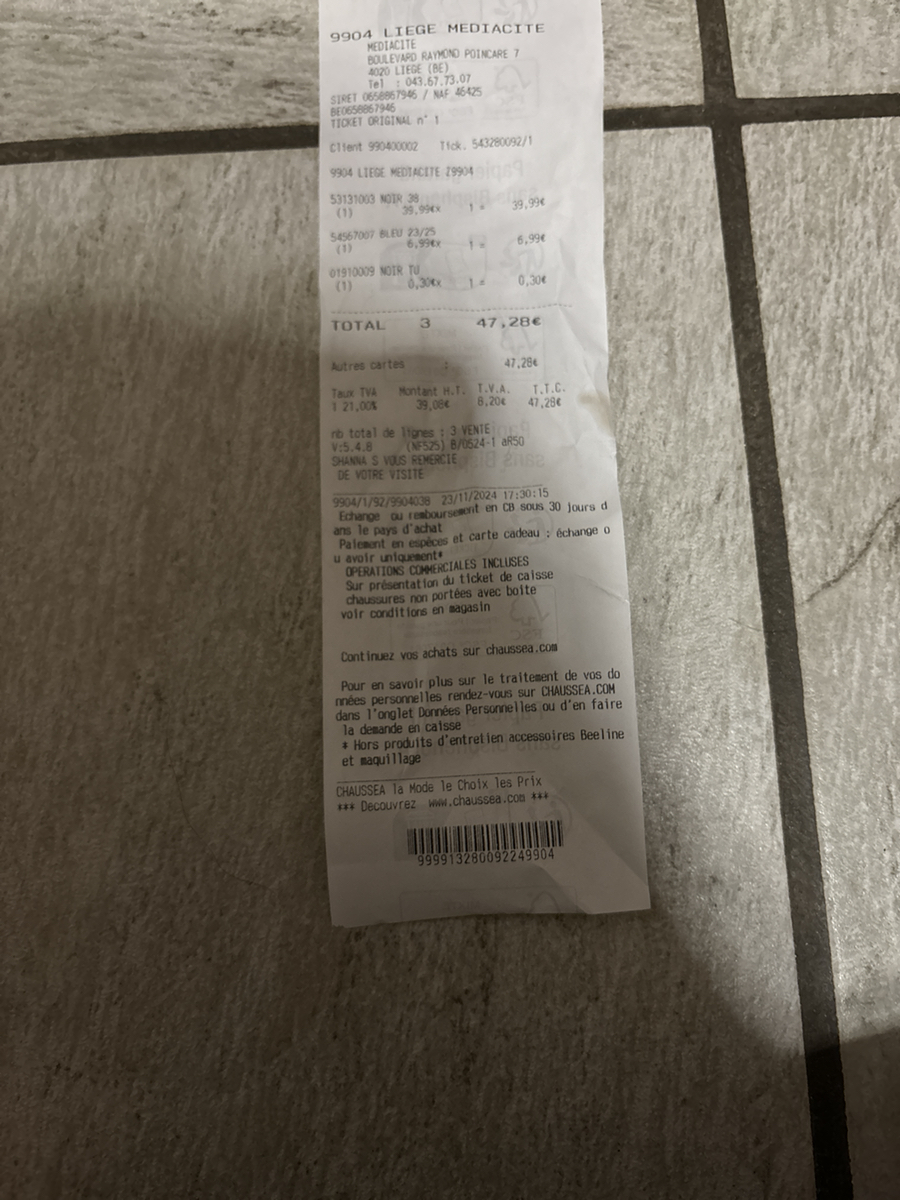 9904 LIEGE MEDIACITE
MEDIACITE
BOULEVARD RAYMOND POINCARE 7
4020 LIEGE (BE)
Tel : 043.67.73.07
SIRET 0658867946 / NAF 46425
BE0658867946
TICKET ORIGINAL n° 1
Client 990400002 Tick. 543280092/1
9904 LIEGE MEDIACITE Z9904
53131003 NOIR 38
(1) 39,99€x 1 = 39,99€
54567007 BLEU 23/25
(1) 6,99€x 1 = 6,99€
01910009 NOIR TU
(1) 0,30€x 1 = 0,30€
TOTAL 3 47,28€
Autres cartes : 47,28€
Taux TVA Montant H.T. T.V.A. T.T.C.
1 21,00% 39,08€ 8,20€ 47,28€
nb total de lignes : 3 VENTE
V:5.4.8 (NF525) B/0524-1 aR50
SHANNA S VOUS REMERCIE
DE VOTRE VISITE
9904/1/92/9904038 23/11/2024 17:30:15
Echange ou remboursement en CB sous 30 jours d
ans le pays d'achat
Paiement en espèces et carte cadeau : échange o
u avoir uniquement*
OPERATIONS COMMERCIALES INCLUSES
Sur présentation du ticket de caisse
chaussures non portées avec boite
voir conditions en magasin
Continuez vos achats sur chaussea.com
Pour en savoir plus sur le traitement de vos do
nnées personnelles rendez-vous sur CHAUSSEA.COM
dans l'onglet Données Personnelles ou d'en faire
la demande en caisse
* Hors produits d'entretien accessoires Beeline
et maquillage
CHAUSSEA la Mode le Choix les Prix
*** Decouvrez www.chaussea.com ***
999913280092249904